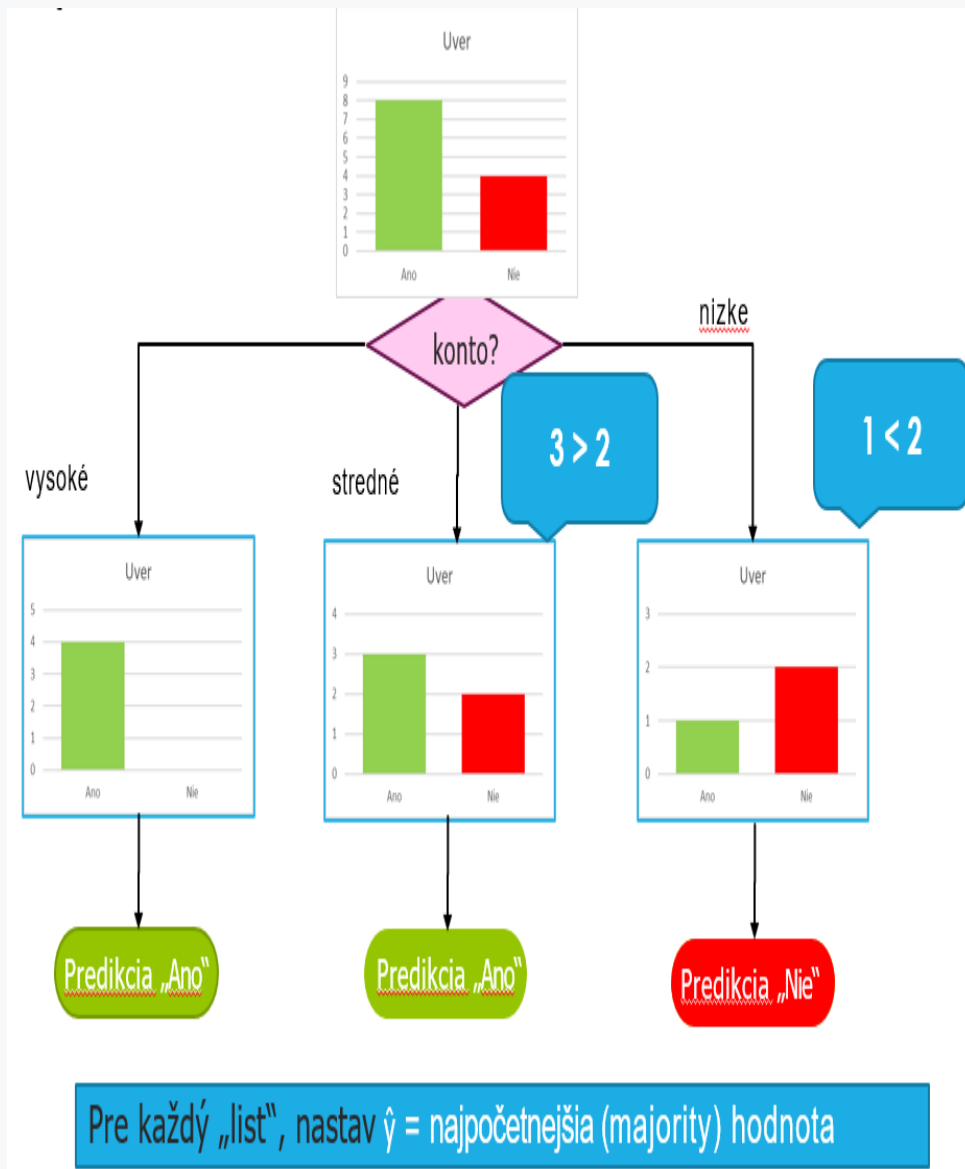 Uver
9
8
7
6
5
4
3
2
1
0
Ano Nie
konto?
nizke
vysoké
stredné
3 > 2
1 < 2
Uver
5
4
3
2
1
0
Ano Nie
Uver
4
3
2
1
0
Ano Nie
Uver
3
2
1
0
Ano Nie
Predikcia „Ano“
Predikcia „Ano“
Predikcia „Nie“
Pre každý „list“, nastav ŷ = najpočetnejšia (majority) hodnota